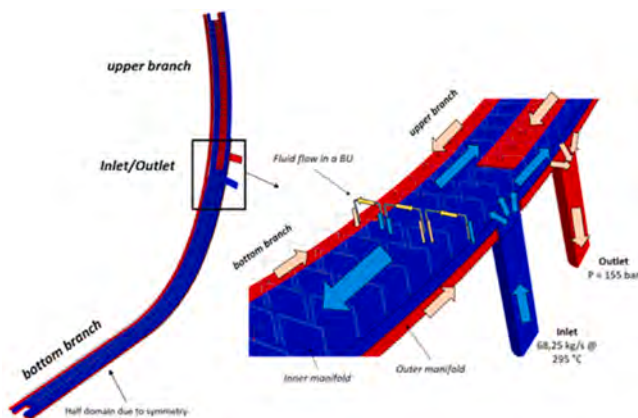 upper branch
Inlet/Outlet
bottom branch
Half domain due to symmetry
upper branch
Fluid flow in a BU
bottom branch
Inner manifold
Outer manifold
Outlet
P = 155 bar
Inlet
68,25 kg/s @
295 °C